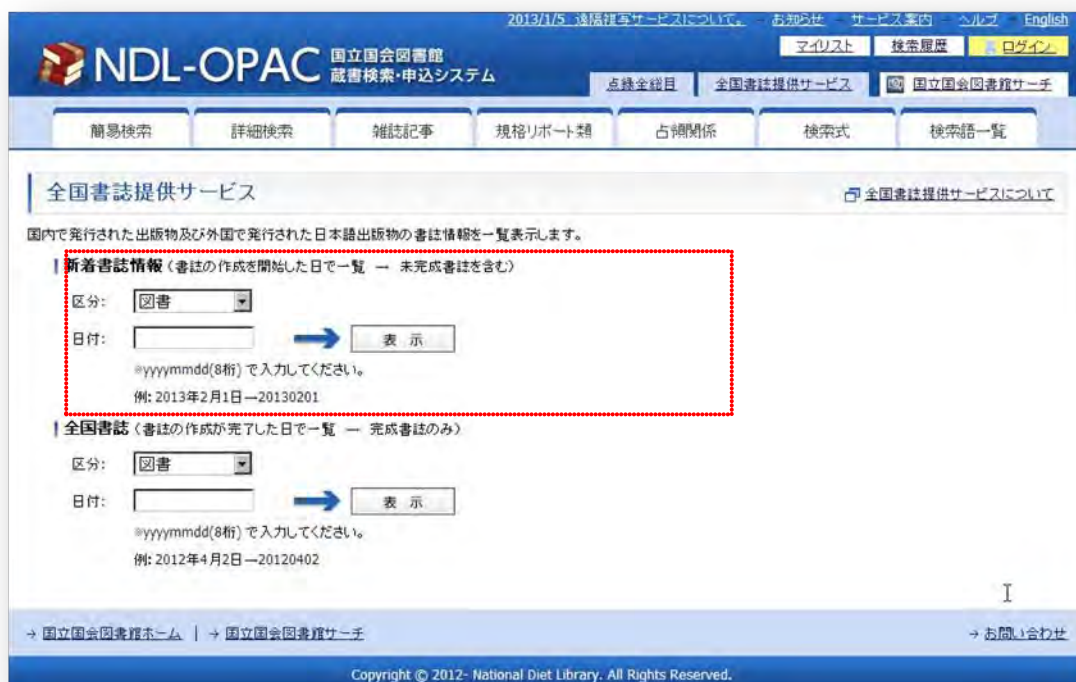 2013/1/5 遠隔複写サービスについて。 お知らせ サービス案内 ヘルプ English
NDL-OPAC 国立国会図書館
蔵書検索・申込システム
マイリスト 検索履歴 ログイン
点録全総目 全国書誌提供サービス 国立国会図書館サーチ
簡易検索 詳細検索 雑誌記事 規格リポート類 占領関係 検索式 検索語一覧
全国書誌提供サービス
全国書誌提供サービスについて
国内で発行された出版物及び外国で発行された日本語出版物の書誌情報を一覧表示します。
新着書誌情報(書誌の作成を開始した日で一覧 — 未完成書誌を含む)
区分: 図書
日付: 表 示
※yyyymmdd(8桁) で入力してください。
例: 2013年2月1日→20130201
全国書誌(書誌の作成が完了した日で一覧 — 完成書誌のみ)
区分: 図書
日付: 表 示
※yyyymmdd(8桁) で入力してください。
例: 2012年4月2日→20120402
→ 国立国会図書館ホーム | → 国立国会図書館サーチ → お問い合わせ
Copyright © 2012- National Diet Library. All Rights Reserved.